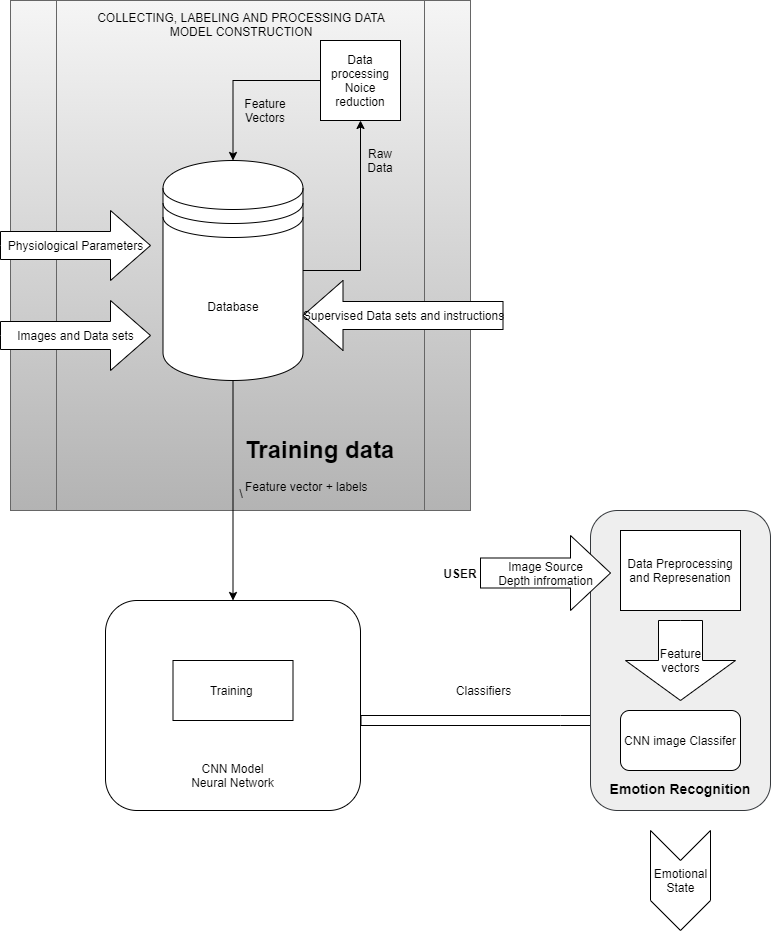 COLLECTING, LABELING AND PROCESSING DATA
MODEL CONSTRUCTION
Data
processing
Noice
reduction
Feature
Vectors
Raw
Data
Physiological Parameters
Database
Supervised Data sets and instructions
Images and Data sets
Training data
\ Feature vector + labels
USER
Image Source
Depth infromation
Data Preprocessing
and Represenation
Feature
vectors
Training
Classifiers
CNN image Classifer
CNN Model
Neural Network
Emotion Recognition
Emotional
State